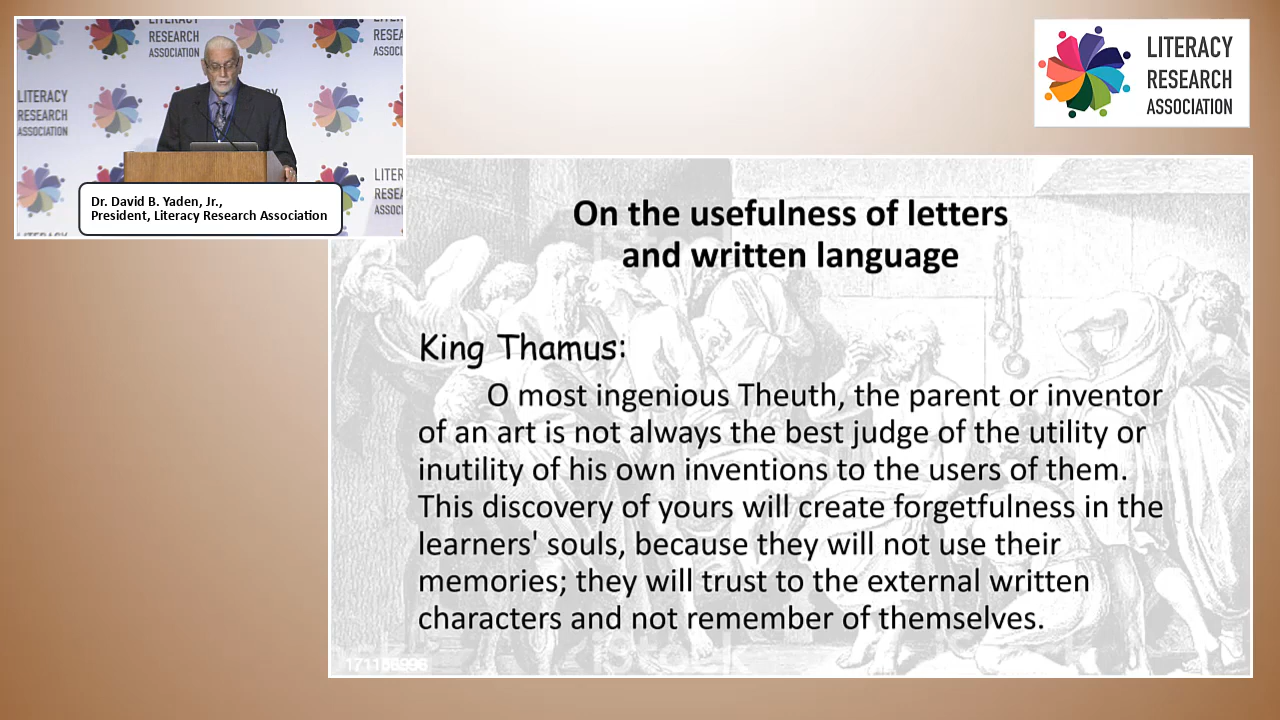 LITERACY
RESEARCH
ASSOCIATION
LITERACY
RESEARCH
ASSOCIATION
Dr. David B. Yaden, Jr.,
President, Literacy Research Association
LITERACY
RESEARCH
ASSOCIATION
On the usefulness of letters
and written language
King Thamus:
O most ingenious Theuth, the parent or inventor
of an art is not always the best judge of the utility or
inutility of his own inventions to the users of them.
This discovery of yours will create forgetfulness in the
learners' souls, because they will not use their
memories; they will trust to the external written
characters and not remember of themselves.
iStock